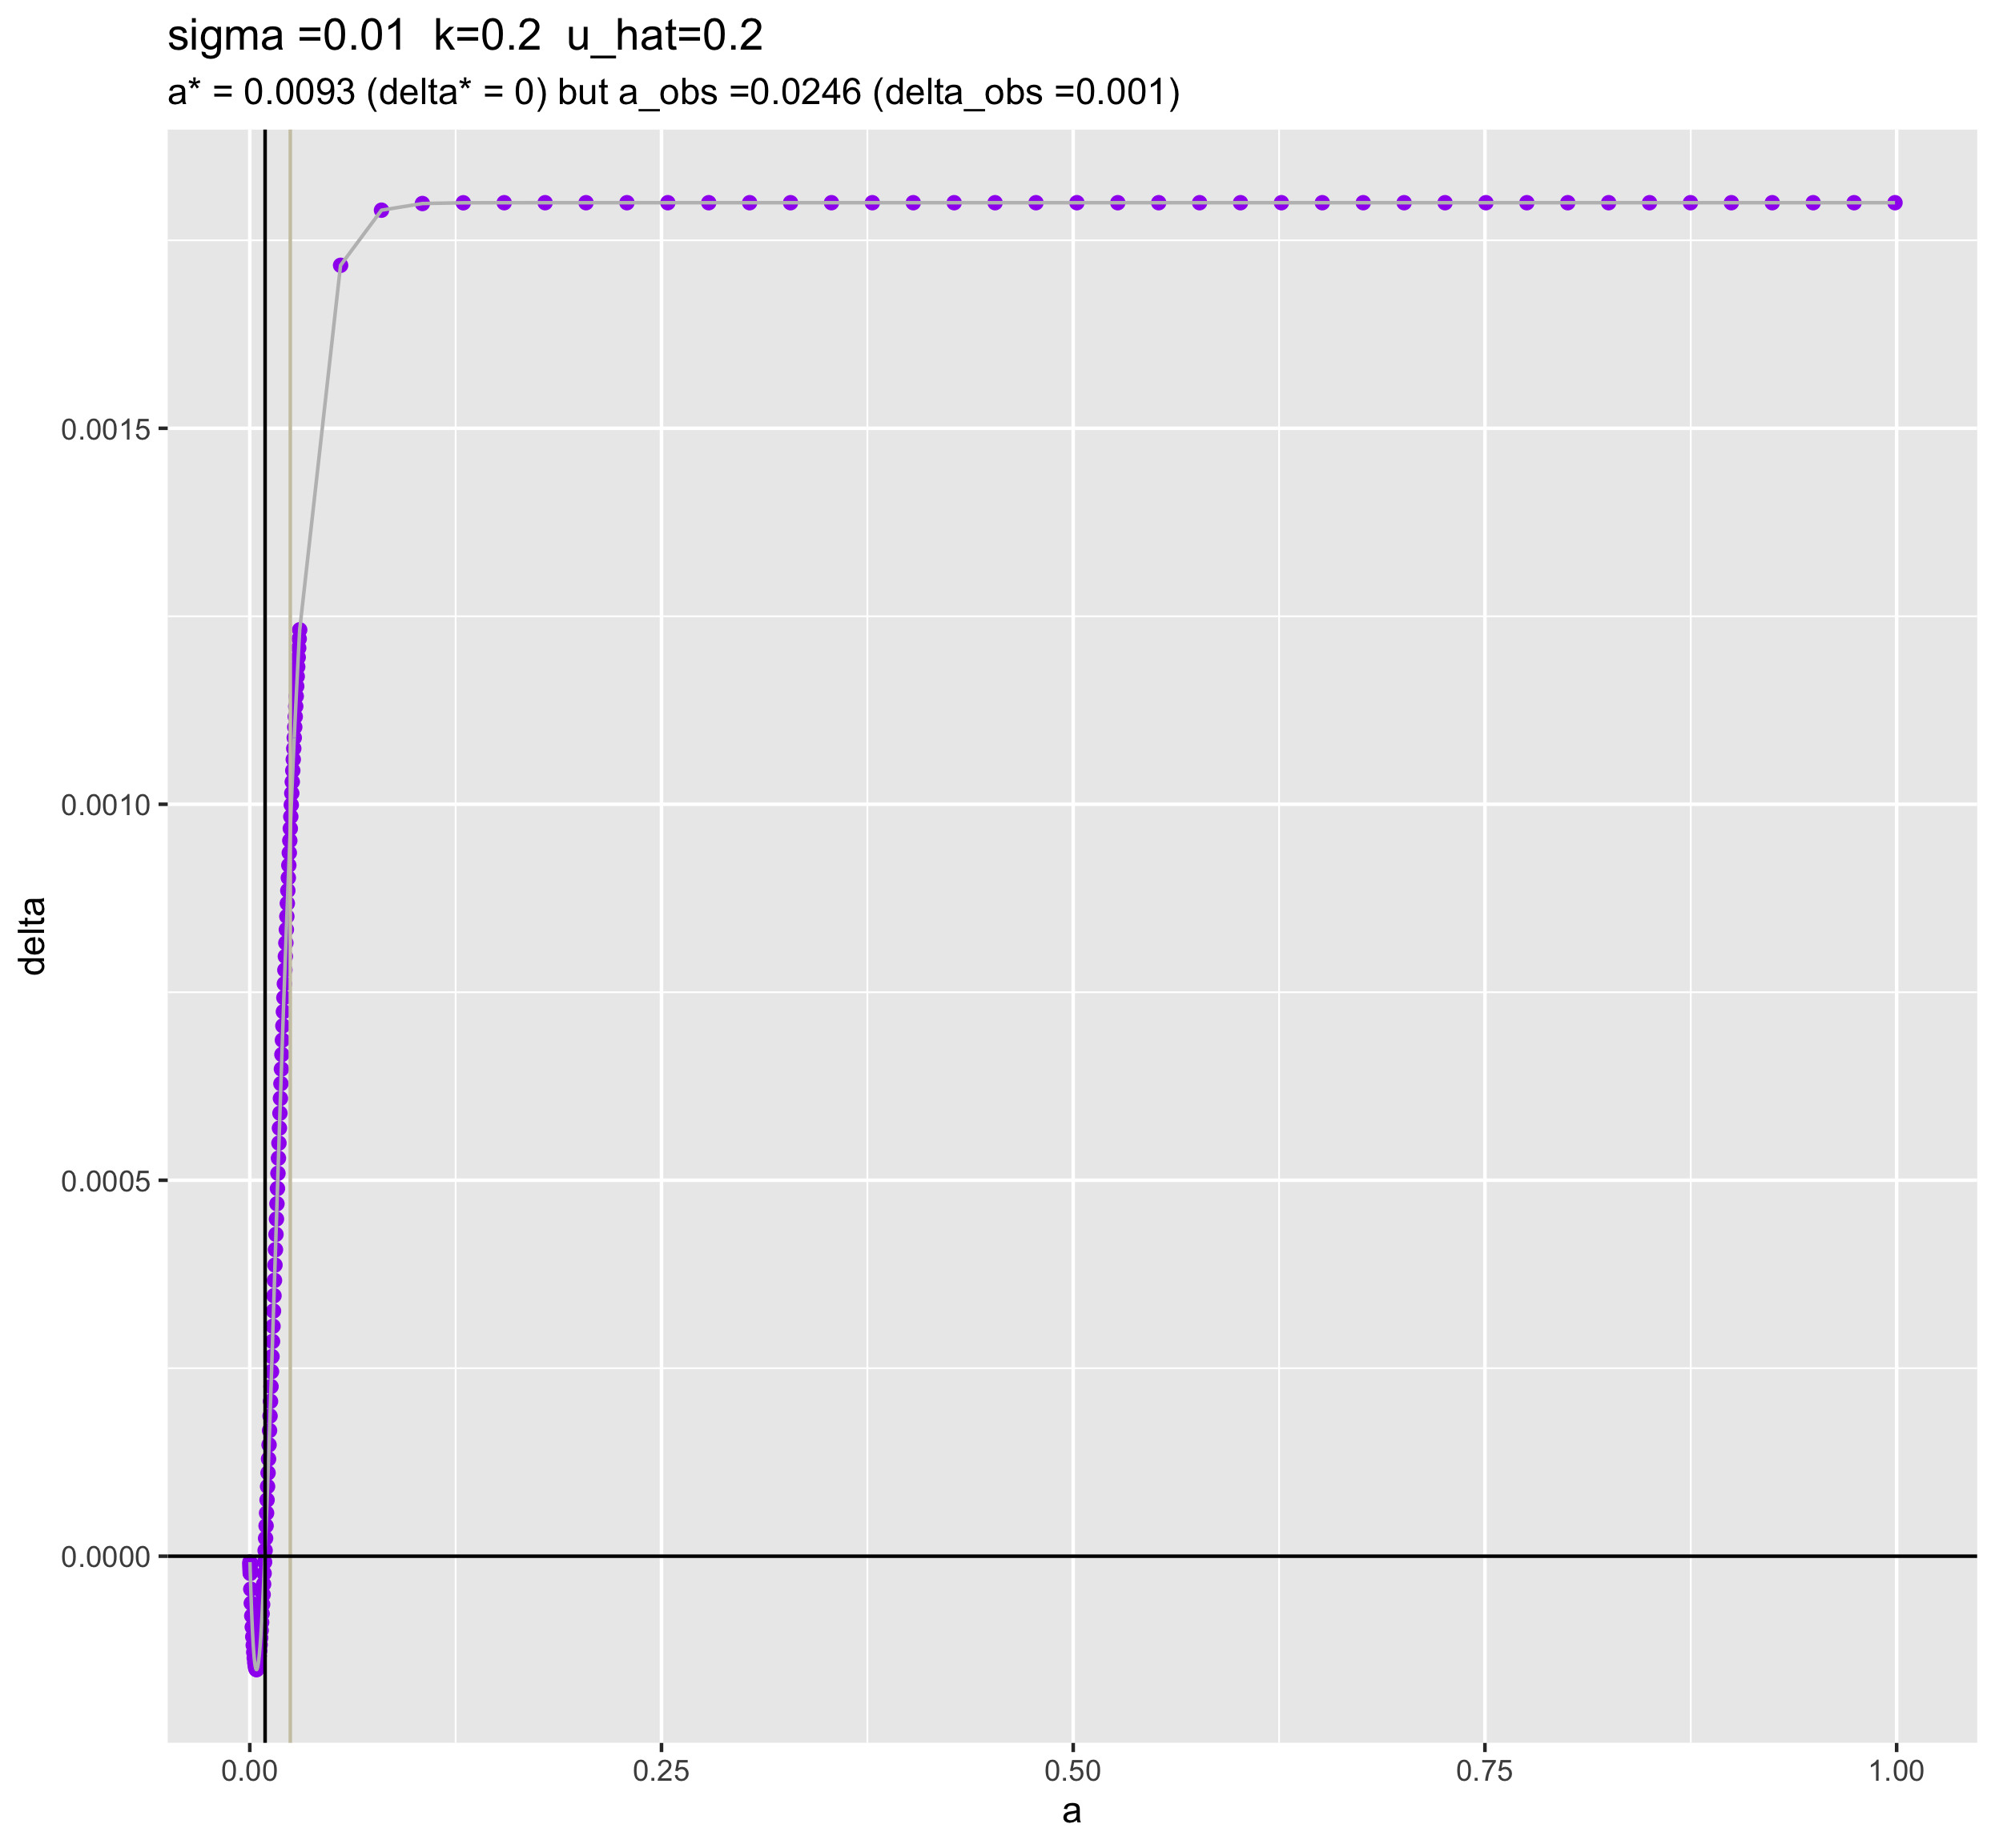 sigma =0.01  k=0.2  u_hat=0.2
a* = 0.0093 (delta* = 0) but a_obs =0.0246 (delta_obs =0.001)
delta
0.0015
0.0010
0.0005
0.0000
0.00 0.25 0.50 0.75 1.00
a